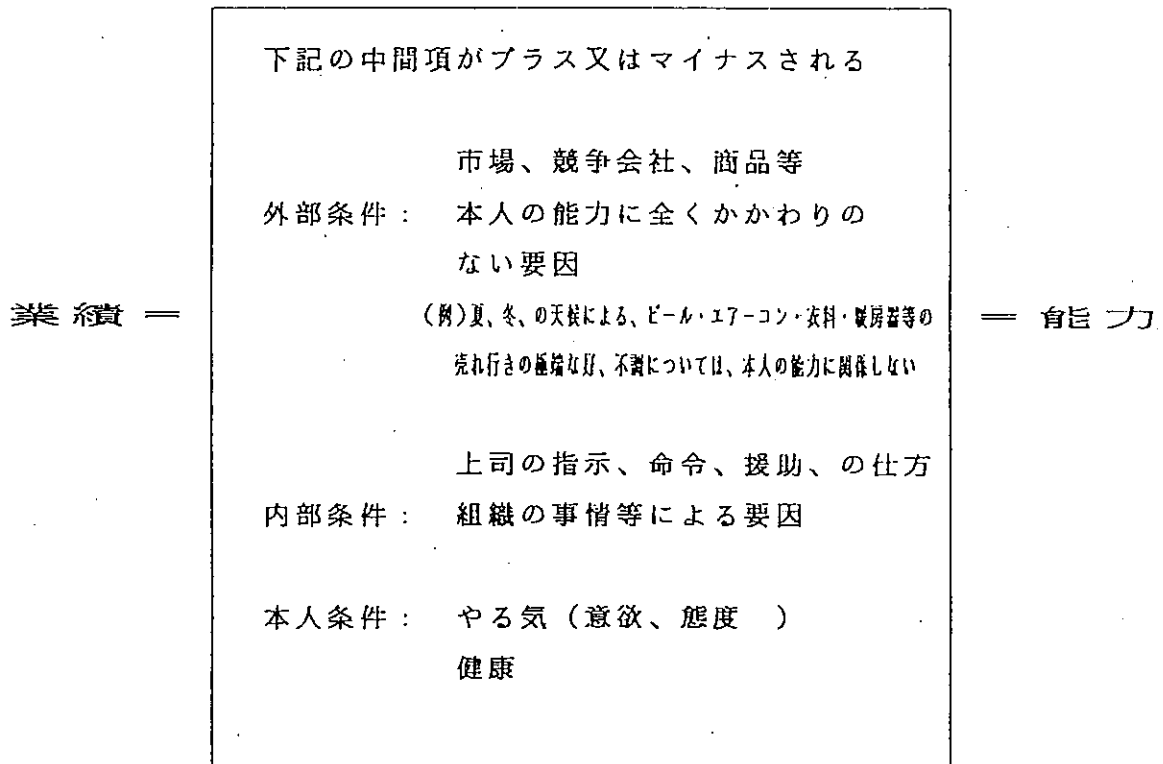 下記の中間項がプラス又はマイナスされる
市場、競争会社、商品等
外部条件： 本人の能力に全くかかわりの
ない要因
(例)夏、冬、の天候による、ビール・エアーコン・衣料・暖房器等の
売れ行きの極端な好、不調については、本人の能力に関係しない
業績＝
＝能力
上司の指示、命令、援助、の仕方
内部条件： 組織の事情等による要因
本人条件： やる気（意欲、態度　）
健康